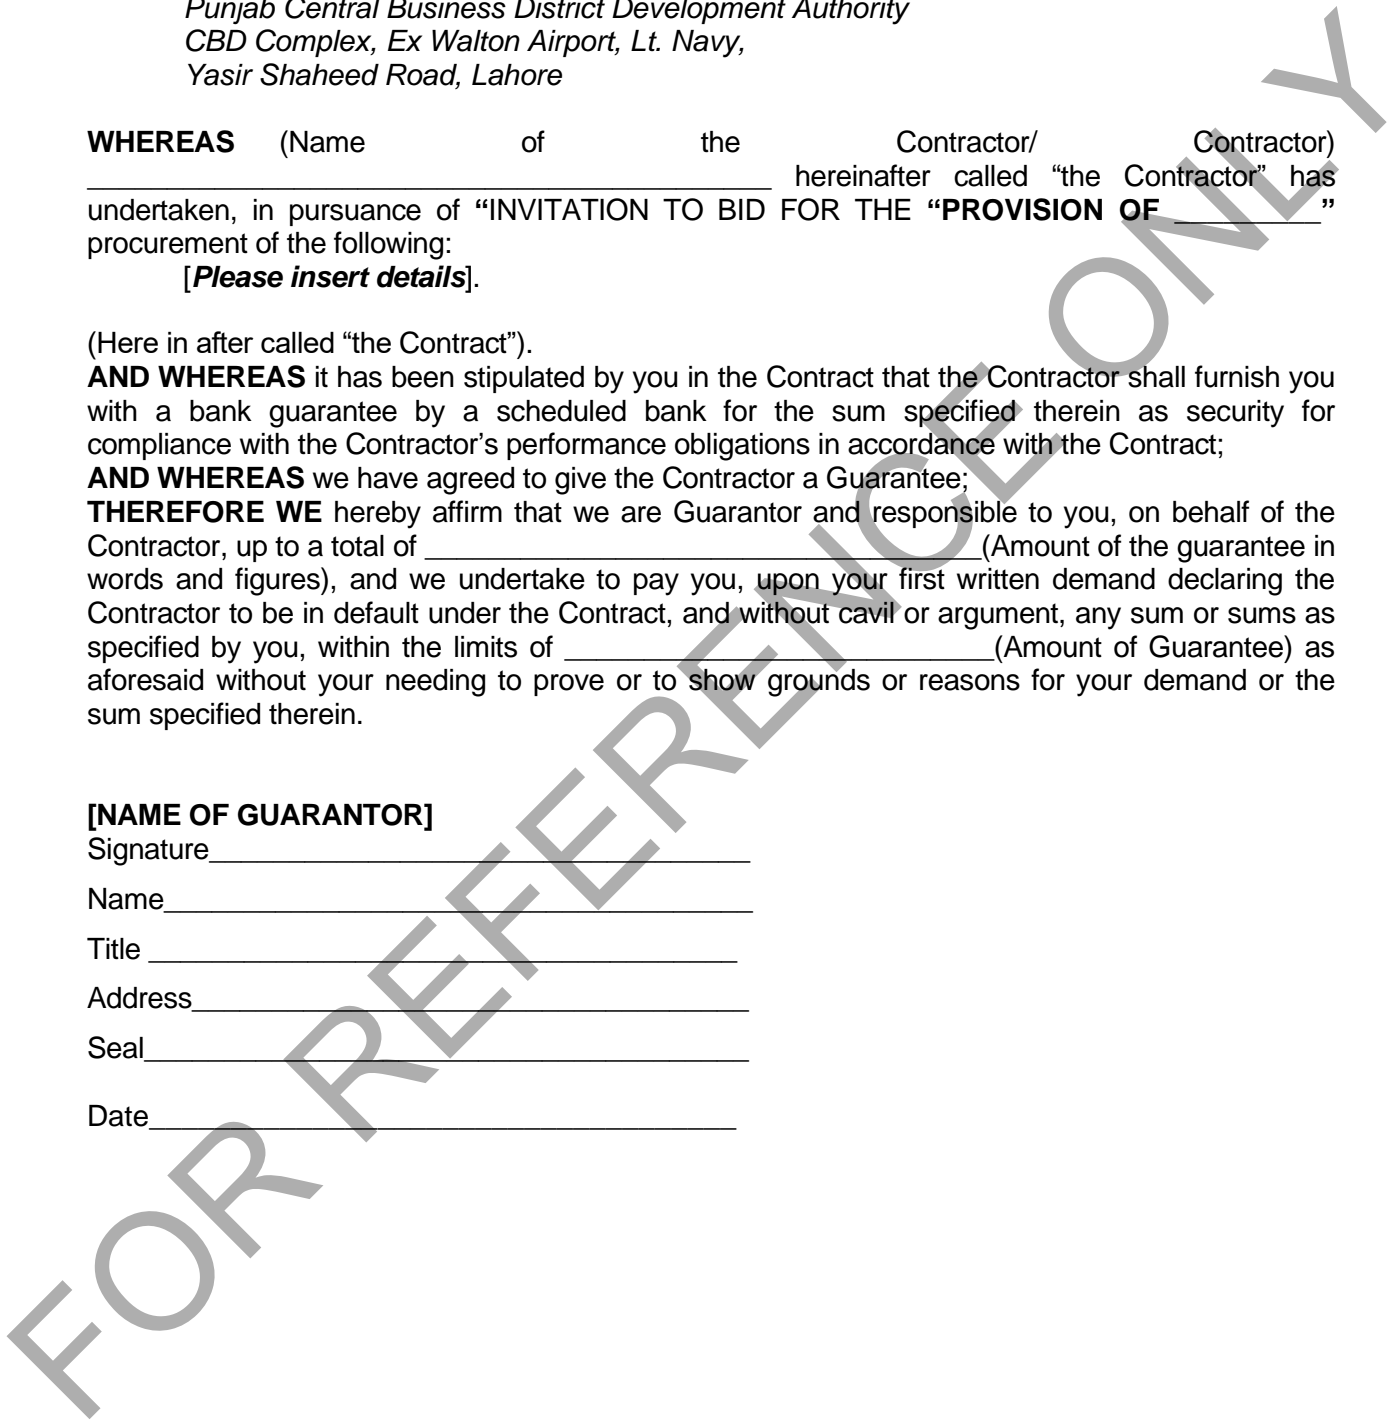 Punjab Central Business District Development Authority
CBD Complex, Ex Walton Airport, Lt. Navy,
Yasir Shaheed Road, Lahore
WHEREAS (Name of the Contractor/ Contractor)
___________________________________________ hereinafter called “the Contractor” has
undertaken, in pursuance of “INVITATION TO BID FOR THE “PROVISION OF _________”
procurement of the following:
[Please insert details].
(Here in after called “the Contract”).
AND WHEREAS it has been stipulated by you in the Contract that the Contractor shall furnish you
with a bank guarantee by a scheduled bank for the sum specified therein as security for
compliance with the Contractor’s performance obligations in accordance with the Contract;
AND WHEREAS we have agreed to give the Contractor a Guarantee;
THEREFORE WE hereby affirm that we are Guarantor and responsible to you, on behalf of the
Contractor, up to a total of ___________________________________(Amount of the guarantee in
words and figures), and we undertake to pay you, upon your first written demand declaring the
Contractor to be in default under the Contract, and without cavil or argument, any sum or sums as
specified by you, within the limits of ___________________________(Amount of Guarantee) as
aforesaid without your needing to prove or to show grounds or reasons for your demand or the
sum specified therein.
[NAME OF GUARANTOR]
Signature__________________________________
Name_____________________________________
Title _____________________________________
Address___________________________________
Seal______________________________________
Date_____________________________________
FOR REFERENCE ONLY